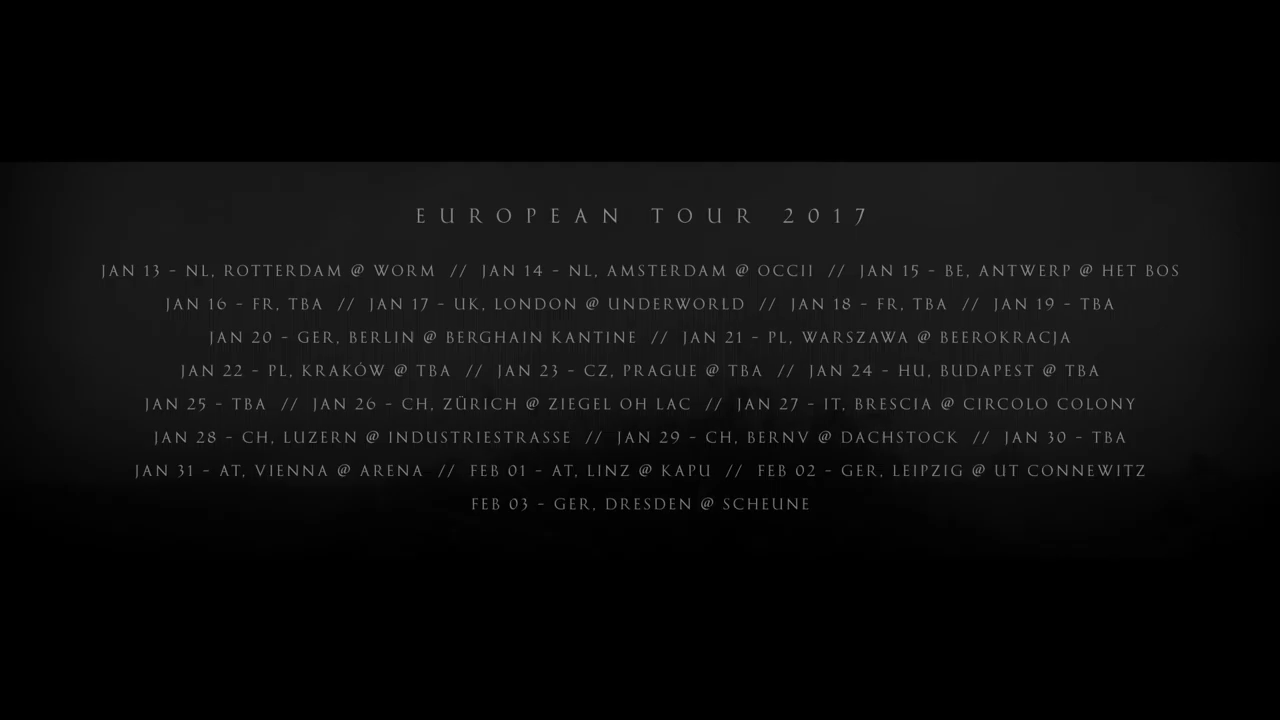 EUROPEAN TOUR 2017
JAN 13 - NL, ROTTERDAM @ WORM // JAN 14 - NL, AMSTERDAM @ OCCII // JAN 15 - BE, ANTWERP @ HET BOS
JAN 16 - FR, TBA // JAN 17 - UK, LONDON @ UNDERWORLD // JAN 18 - FR, TBA // JAN 19 - TBA
JAN 20 - GER, BERLIN @ BERGHAIN KANTINE // JAN 21 - PL, WARSZAWA @ BEEROKRACJA
JAN 22 - PL, KRAKÓW @ TBA // JAN 23 - CZ, PRAGUE @ TBA // JAN 24 - HU, BUDAPEST @ TBA
JAN 25 - TBA // JAN 26 - CH, ZÜRICH @ ZIEGEL OH LAC // JAN 27 - IT, BRESCIA @ CIRCOLO COLONY
JAN 28 - CH, LUZERN @ INDUSTRIESTRASSE // JAN 29 - CH, BERNV @ DACHSTOCK // JAN 30 - TBA
JAN 31 - AT, VIENNA @ ARENA // FEB 01 - AT, LINZ @ KAPU // FEB 02 - GER, LEIPZIG @ UT CONNEWITZ
FEB 03 - GER, DRESDEN @ SCHEUNE